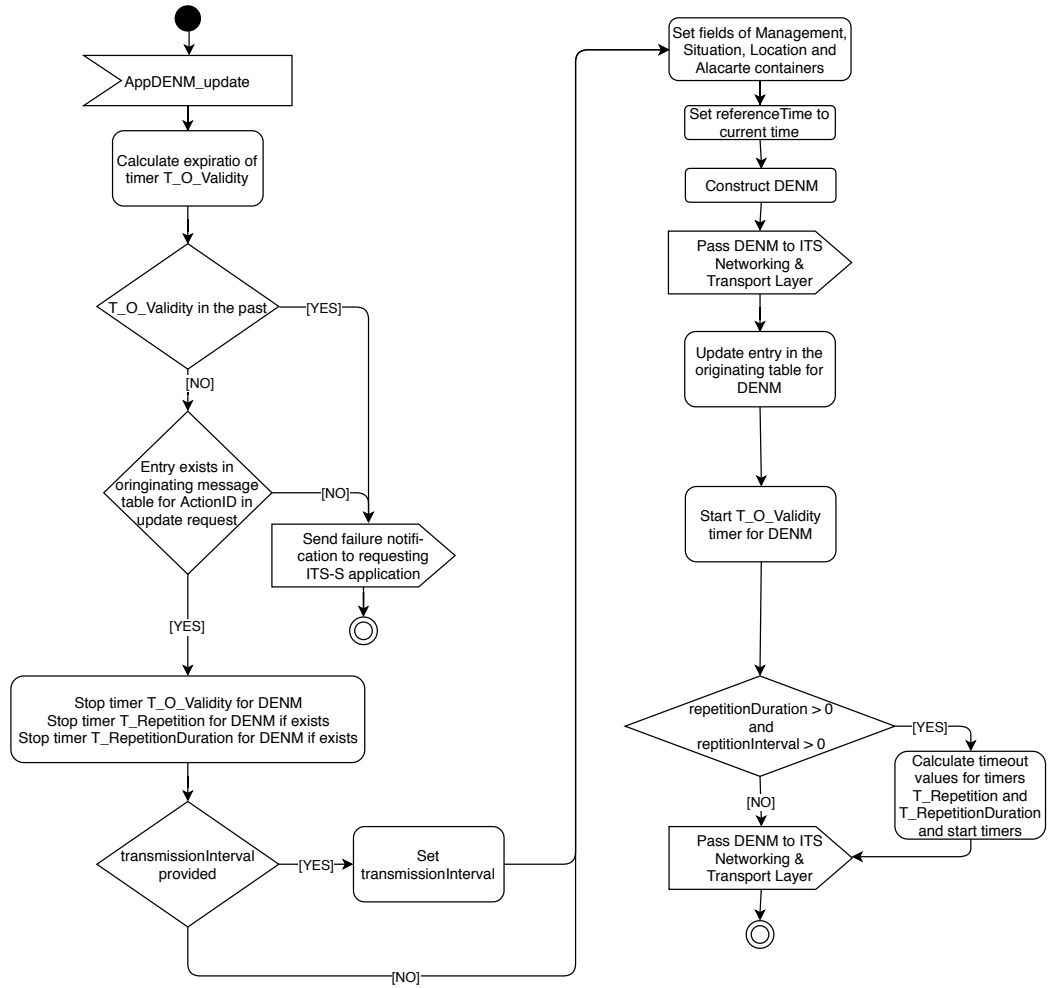 AppDENM_update
Calculate expiratio of
timer T_O_Validity
T_O_Validity in the past
[YES]
[NO]
Entry exists in
oringinating message
table for ActionID in
update request
[NO]
Send failure notifi-
cation to requesting
ITS-S application
[YES]
Stop timer T_O_Validity for DENM
Stop timer T_Repetition for DENM if exists
Stop timer T_RepetitionDuration for DENM if exists
transmissionInterval
provided
[YES]
Set
transmissionInterval
[NO]
Set fields of Management,
Situation, Location and
Alacarte containers
Set referenceTime to
current time
Construct DENM
Pass DENM to ITS
Networking &
Transport Layer
Update entry in the
originating table for
DENM
Start T_O_Validity
timer for DENM
repetitionDuration > 0
and
reptitionInterval > 0
[YES]
Calculate timeout
values for timers
T_Repetition and
T_RepetitionDuration
and start timers
[NO]
Pass DENM to ITS
Networking &
Transport Layer